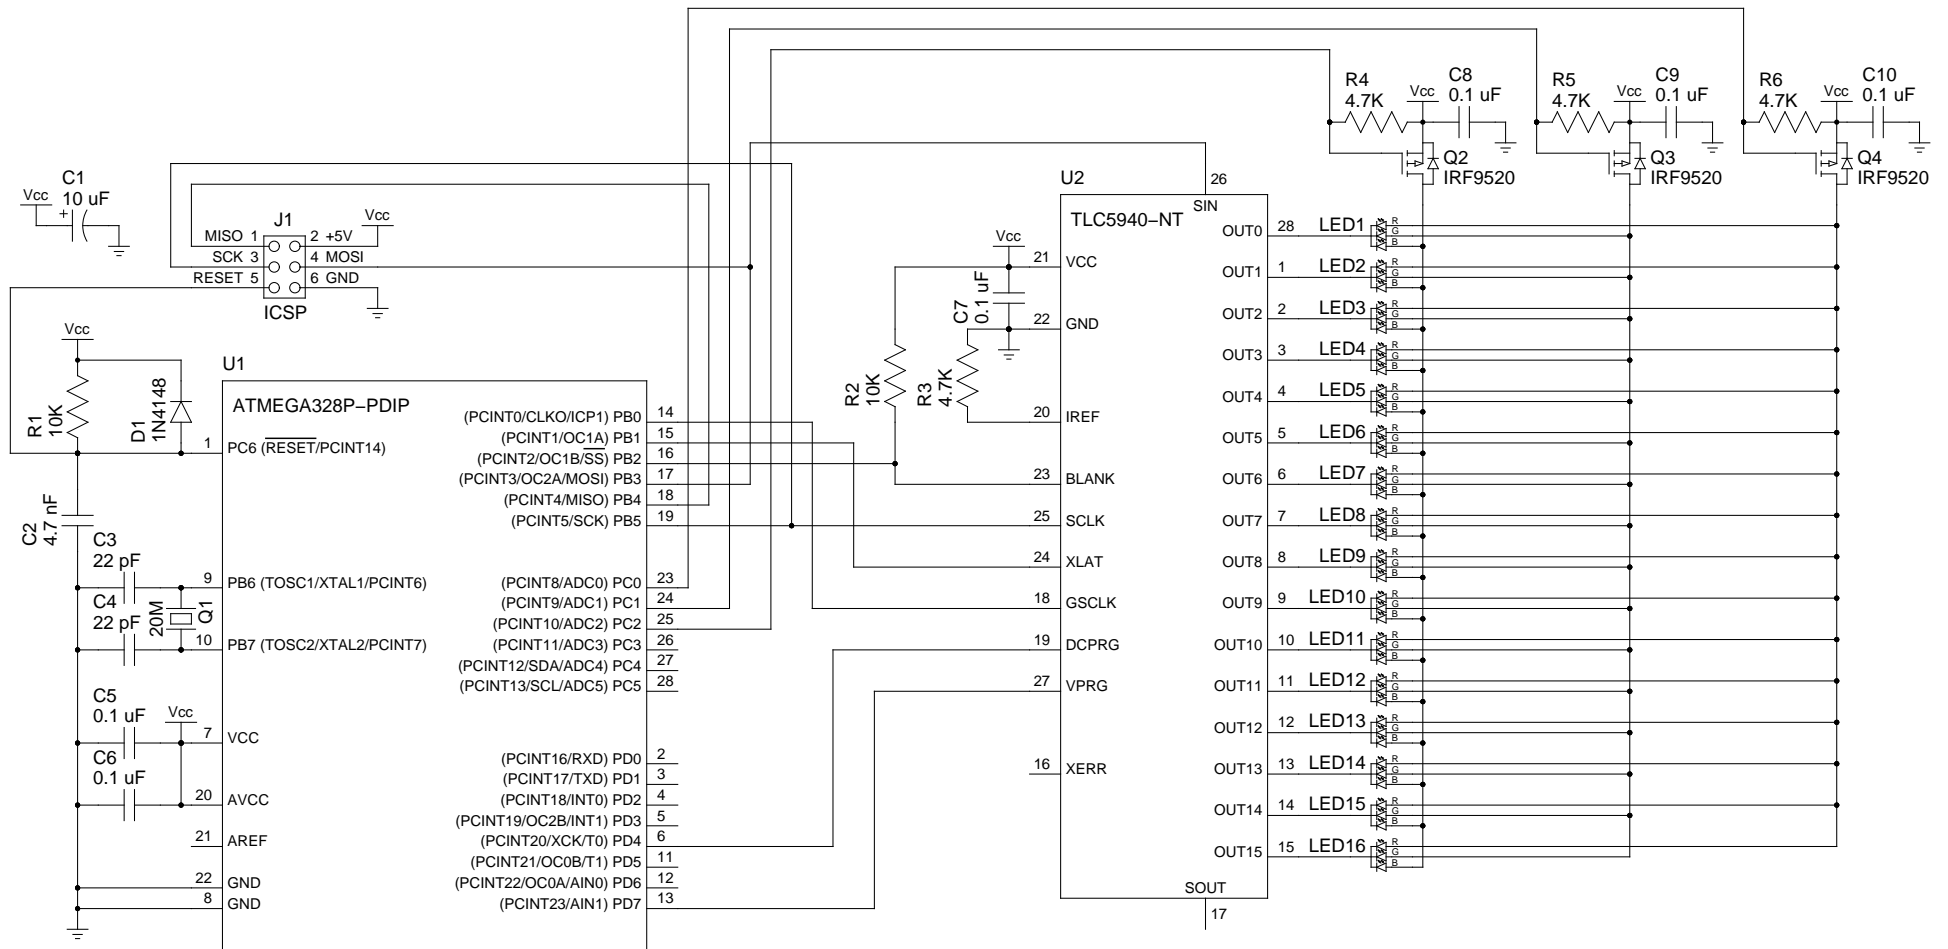 R4
4.7K
Vcc
C8
0.1 uF
R5
4.7K
Vcc
C9
0.1 uF
R6
4.7K
Vcc
C10
0.1 uF
Q2
IRF9520
Q3
IRF9520
Q4
IRF9520
Vcc
C1
10 uF
+
J1
Vcc
MISO 1
2 +5V
SCK 3
4 MOSI
RESET 5
6 GND
ICSP
Vcc
R1
10K
D1
1N4148
C2
4.7 nF
C3
22 pF
C4
22 pF
20M
Q1
C5
0.1 uF
Vcc
C6
0.1 uF
U1
ATMEGA328P–PDIP
1 PC6 (RESET/PCINT14)
9 PB6 (TOSC1/XTAL1/PCINT6)
10 PB7 (TOSC2/XTAL2/PCINT7)
7 VCC
20 AVCC
21 AREF
22 GND
8 GND
(PCINT0/CLKO/ICP1) PB0 14
(PCINT1/OC1A) PB1 15
(PCINT2/OC1B/SS) PB2 16
(PCINT3/OC2A/MOSI) PB3 17
(PCINT4/MISO) PB4 18
(PCINT5/SCK) PB5 19
(PCINT8/ADC0) PC0 23
(PCINT9/ADC1) PC1 24
(PCINT10/ADC2) PC2 25
(PCINT11/ADC3) PC3 26
(PCINT12/SDA/ADC4) PC4 27
(PCINT13/SCL/ADC5) PC5 28
(PCINT16/RXD) PD0 2
(PCINT17/TXD) PD1 3
(PCINT18/INT0) PD2 4
(PCINT19/OC2B/INT1) PD3 5
(PCINT20/XCK/T0) PD4 6
(PCINT21/OC0B/T1) PD5 11
(PCINT22/OC0A/AIN0) PD6 12
(PCINT23/AIN1) PD7 13
R2
10K
R3
4.7K
Vcc
C7
0.1 uF
U2
TLC5940–NT
26
SIN
21 VCC
22 GND
20 IREF
23 BLANK
25 SCLK
24 XLAT
18 GSCLK
19 DCPRG
27 VPRG
16 XERR
SOUT
17
OUT0 28 LED1 R G B
OUT1 1 LED2 R G B
OUT2 2 LED3 R G B
OUT3 3 LED4 R G B
OUT4 4 LED5 R G B
OUT5 5 LED6 R G B
OUT6 6 LED7 R G B
OUT7 7 LED8 R G B
OUT8 8 LED9 R G B
OUT9 9 LED10 R G B
OUT10 10 LED11 R G B
OUT11 11 LED12 R G B
OUT12 12 LED13 R G B
OUT13 13 LED14 R G B
OUT14 14 LED15 R G B
OUT15 15 LED16 R G B